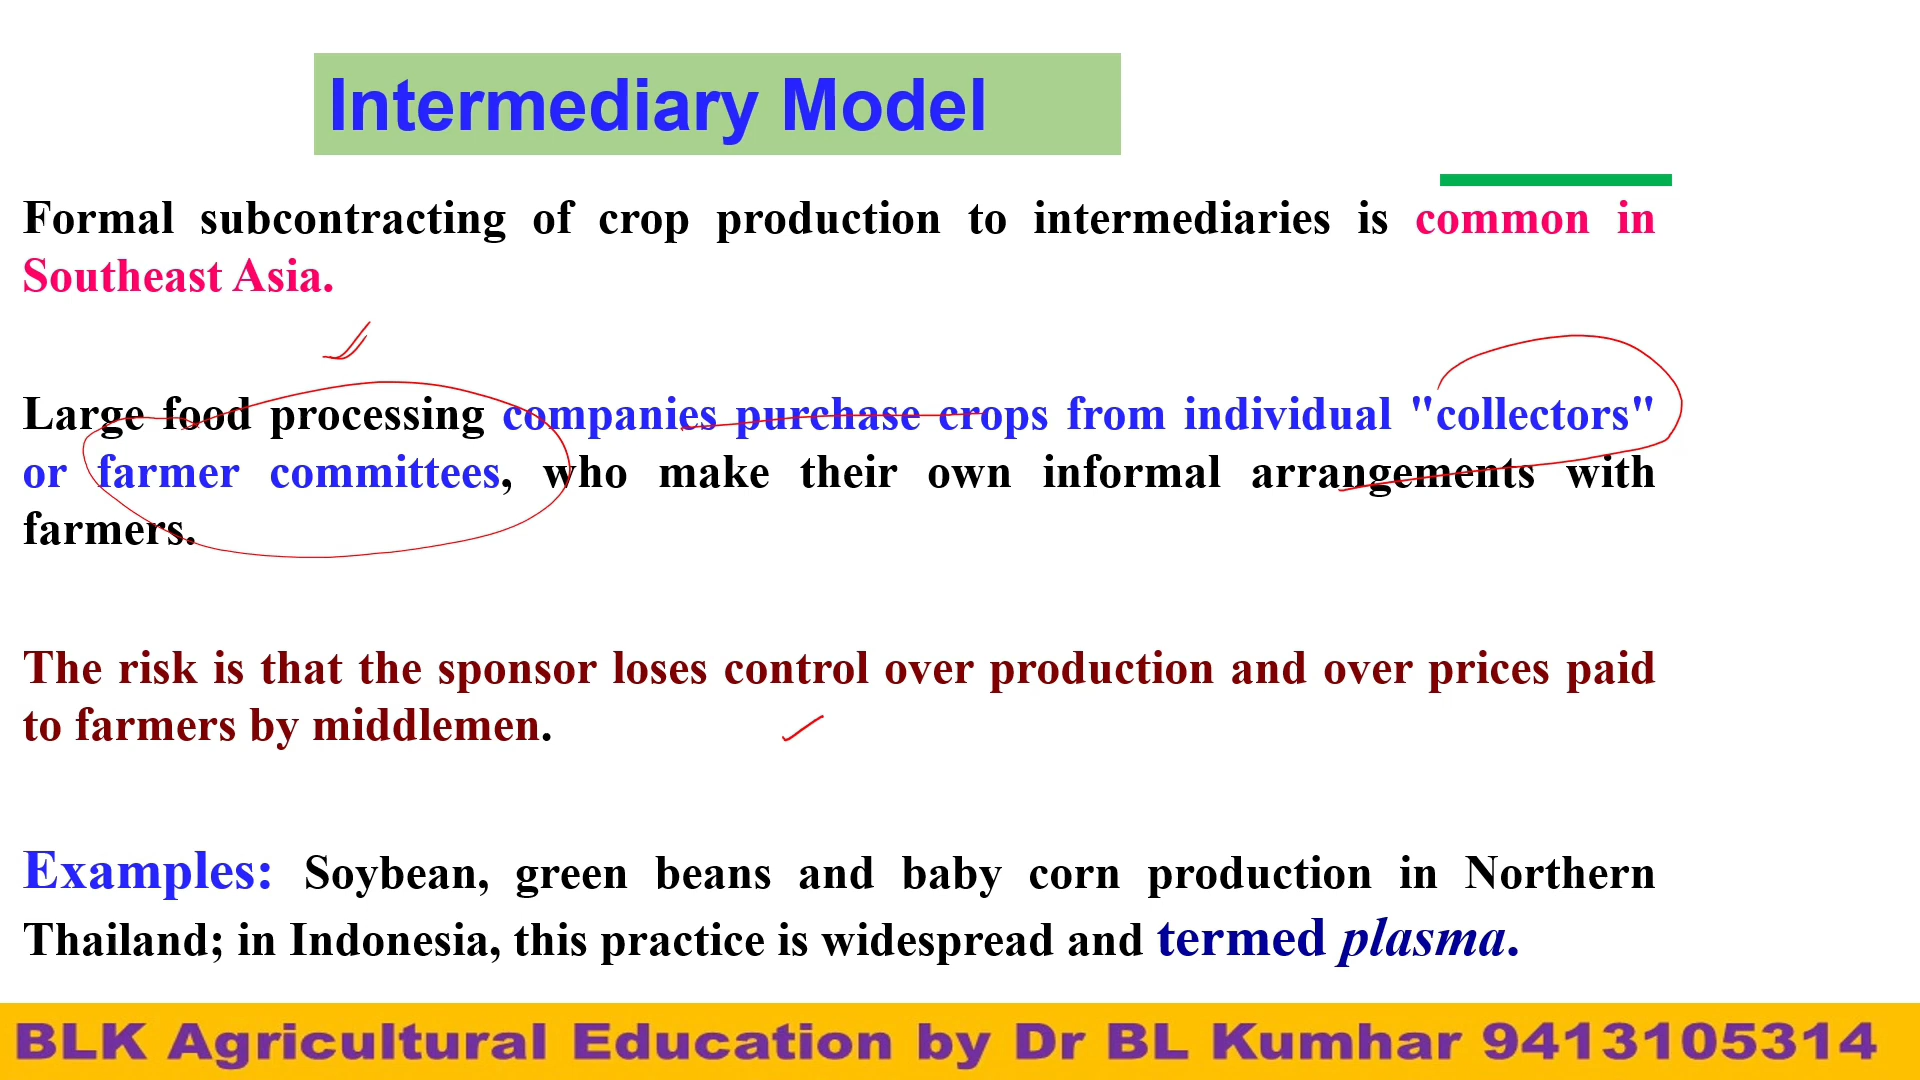 Intermediary Model
Formal subcontracting of crop production to intermediaries is common in
Southeast Asia.
Large food processing companies purchase crops from individual "collectors"
or farmer committees, who make their own informal arrangements with
farmers.
The risk is that the sponsor loses control over production and over prices paid
to farmers by middlemen.
Examples: Soybean, green beans and baby corn production in Northern
Thailand; in Indonesia, this practice is widespread and termed plasma.
BLK Agricultural Education by Dr BL Kumhar 9413105314